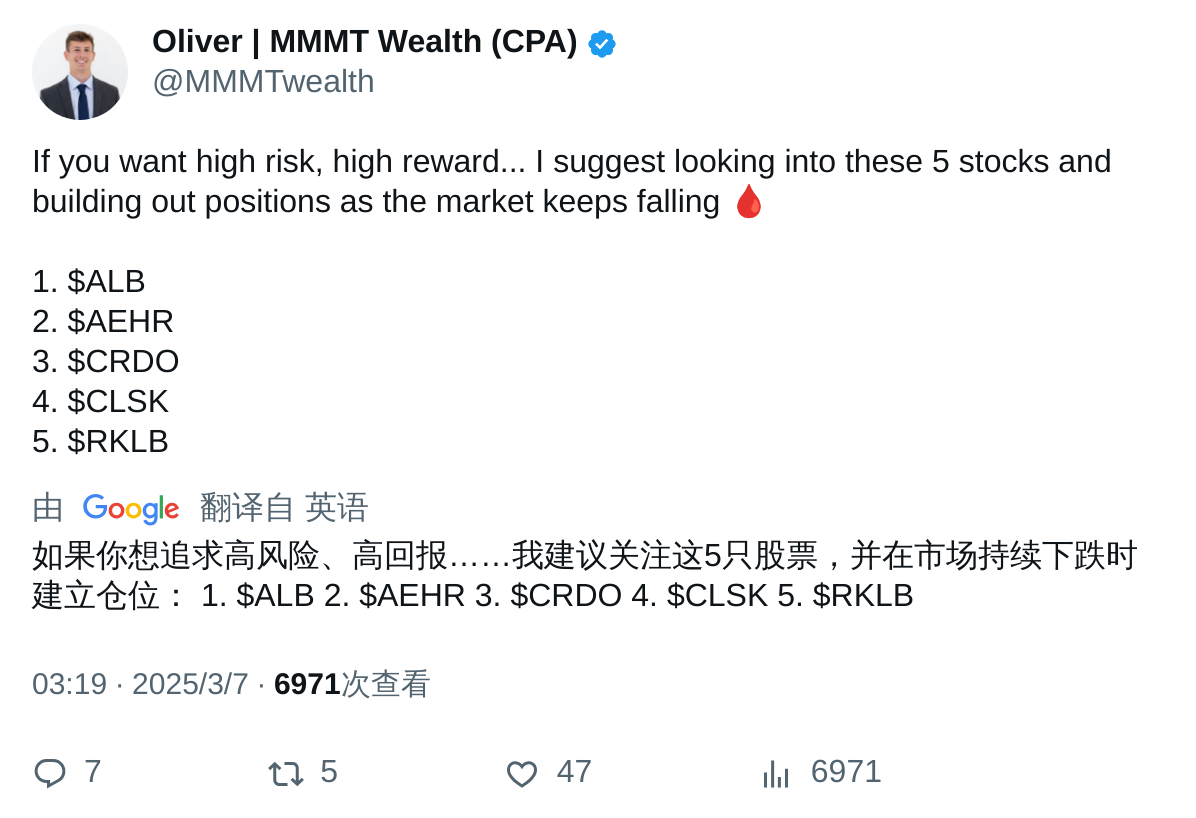 Oliver | MMMT Wealth (CPA)
@MMMTwealth
If you want high risk, high reward... I suggest looking into these 5 stocks and
building out positions as the market keeps falling 🩸
1. $ALB
2. $AEHR
3. $CRDO
4. $CLSK
5. $RKLB
由 Google 翻译自 英语
如果你想追求高风险、高回报……我建议关注这5只股票，并在市场持续下跌时
建立仓位： 1. $ALB 2. $AEHR 3. $CRDO 4. $CLSK 5. $RKLB
03:19 · 2025/3/7 · 6971次查看
7 5 47 6971